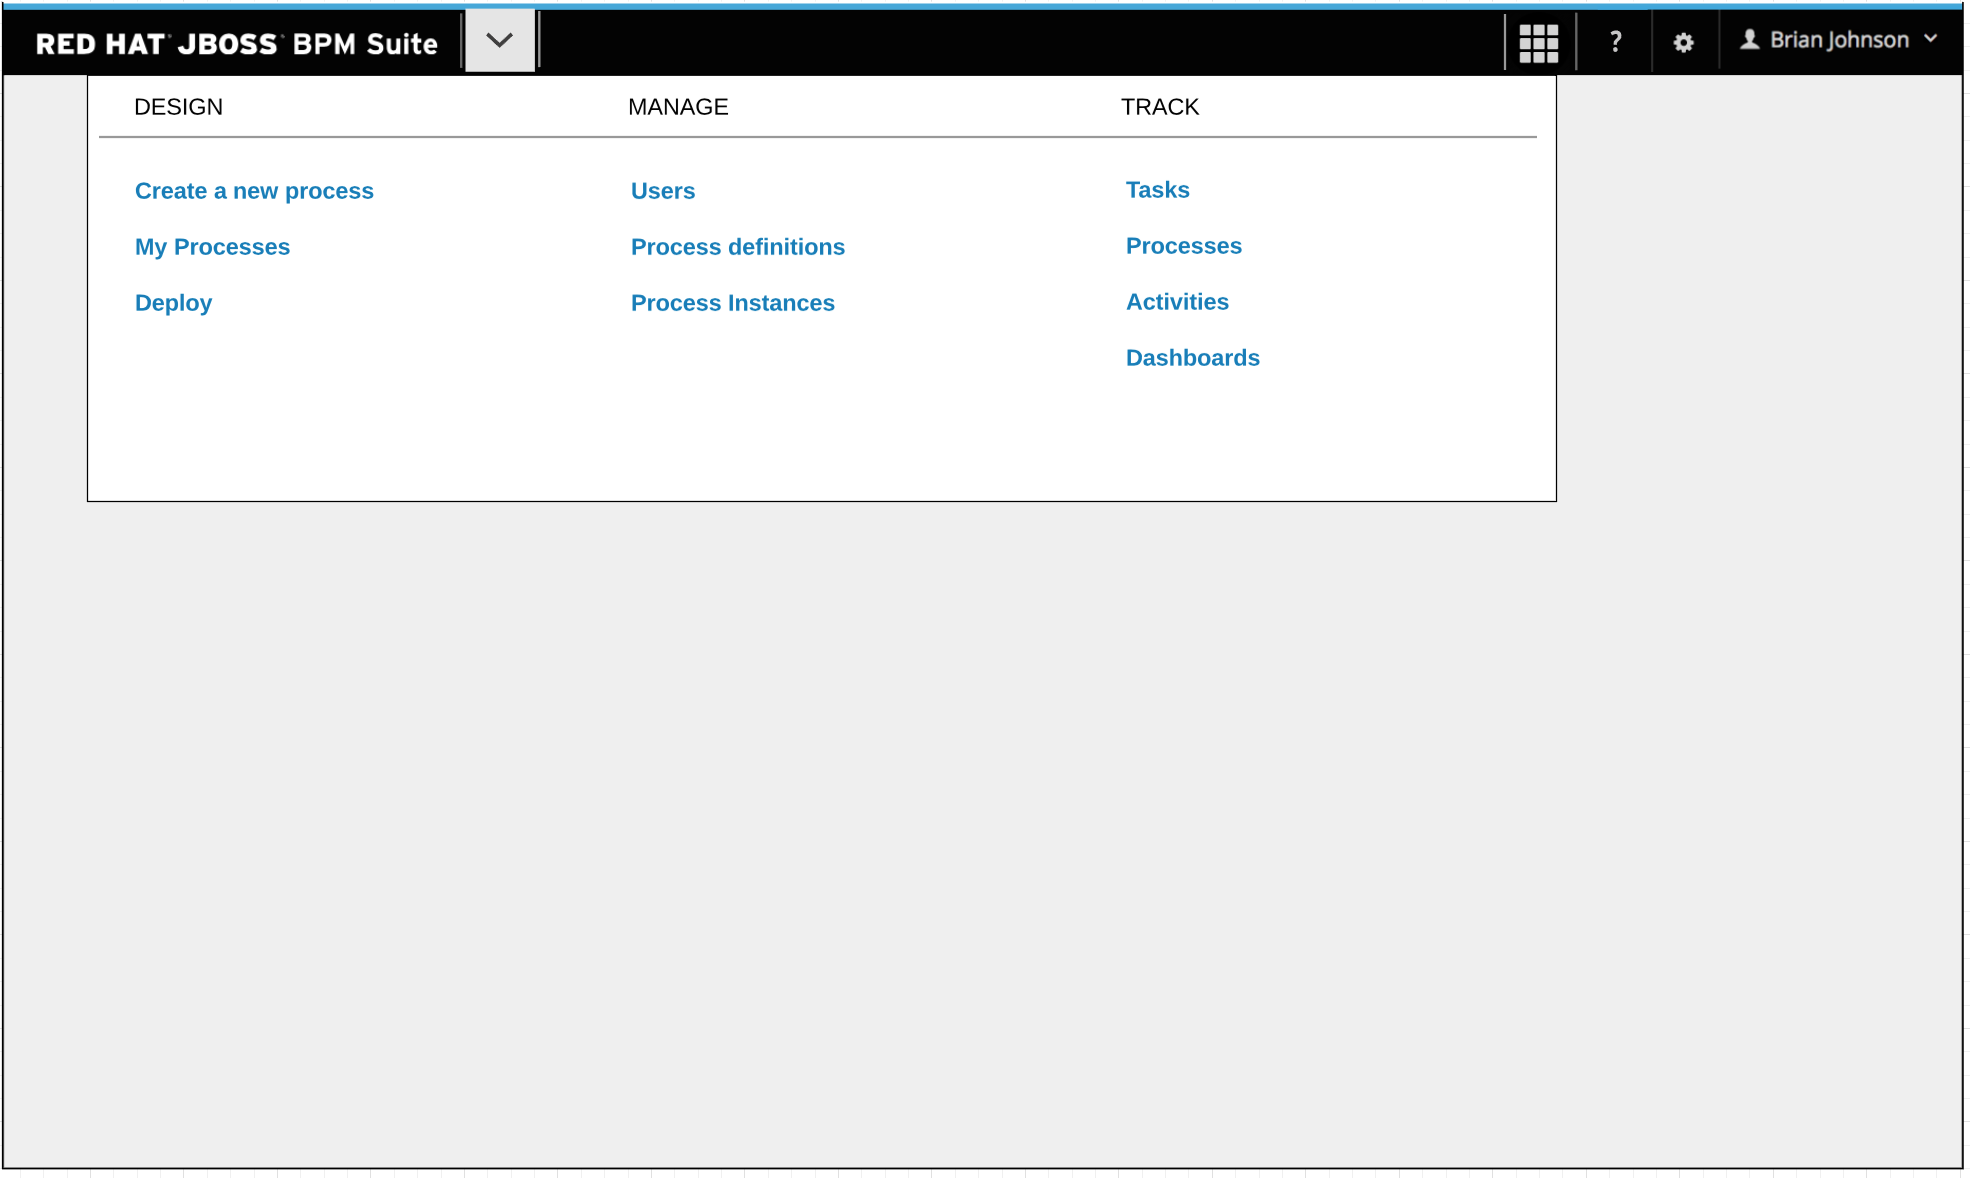 RED HAT JBOSS BPM Suite ? Brian Johnson
DESIGN MANAGE TRACK
Create a new process Users Tasks
My Processes Process definitions Processes
Deploy Process Instances Activities
Dashboards